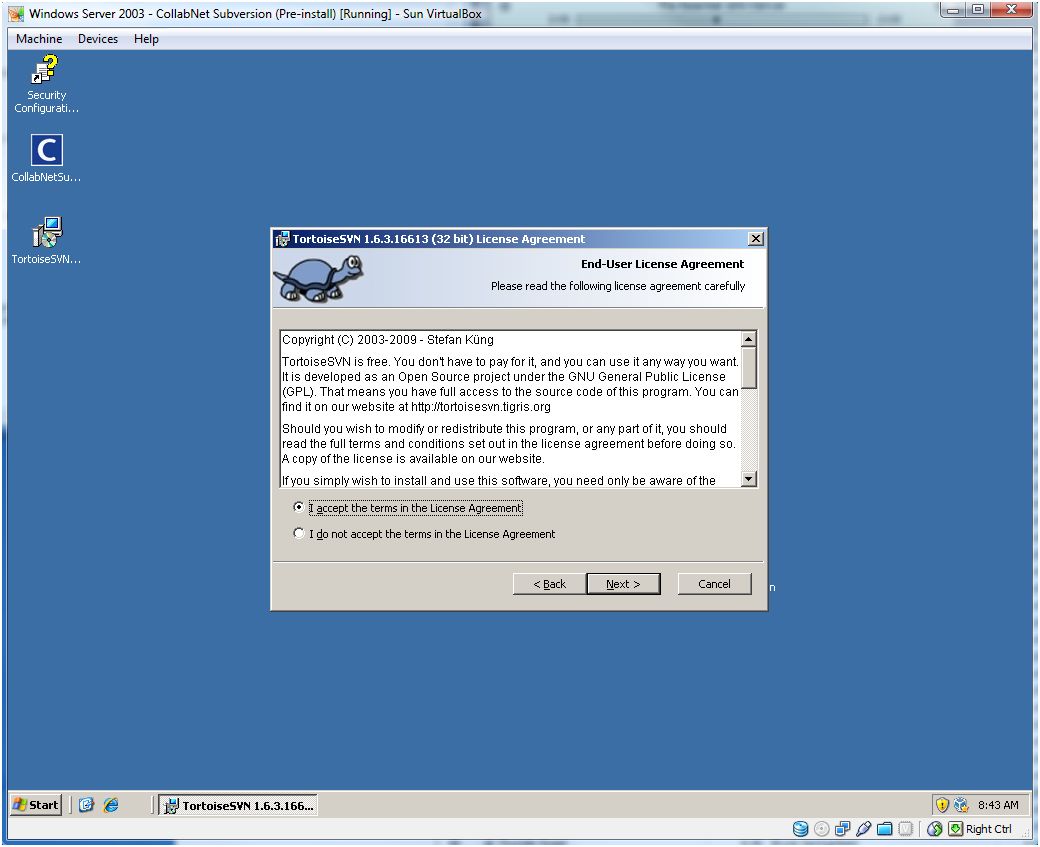 Windows Server 2003 - CollabNet Subversion (Pre-install) [Running] - Sun VirtualBox
Machine Devices Help
Security
Configurati...
CollabNetSu...
TortoiseSVN...
TortoiseSVN 1.6.3.16613 (32 bit) License Agreement
End-User License Agreement
Please read the following license agreement carefully
Copyright (C) 2003-2009 - Stefan Küng
TortoiseSVN is free. You don't have to pay for it, and you can use it any way you want.
It is developed as an Open Source project under the GNU General Public License
(GPL). That means you have full access to the source code of this program. You can
find it on our website at http://tortoisesvn.tigris.org
Should you wish to modify or redistribute this program, or any part of it, you should
read the full terms and conditions set out in the license agreement before doing so.
A copy of the license is available on our website.
If you simply wish to install and use this software, you need only be aware of the
I accept the terms in the License Agreement
I do not accept the terms in the License Agreement
< Back Next > Cancel
n
Start TortoiseSVN 1.6.3.166... 8:43 AM
Right Ctrl